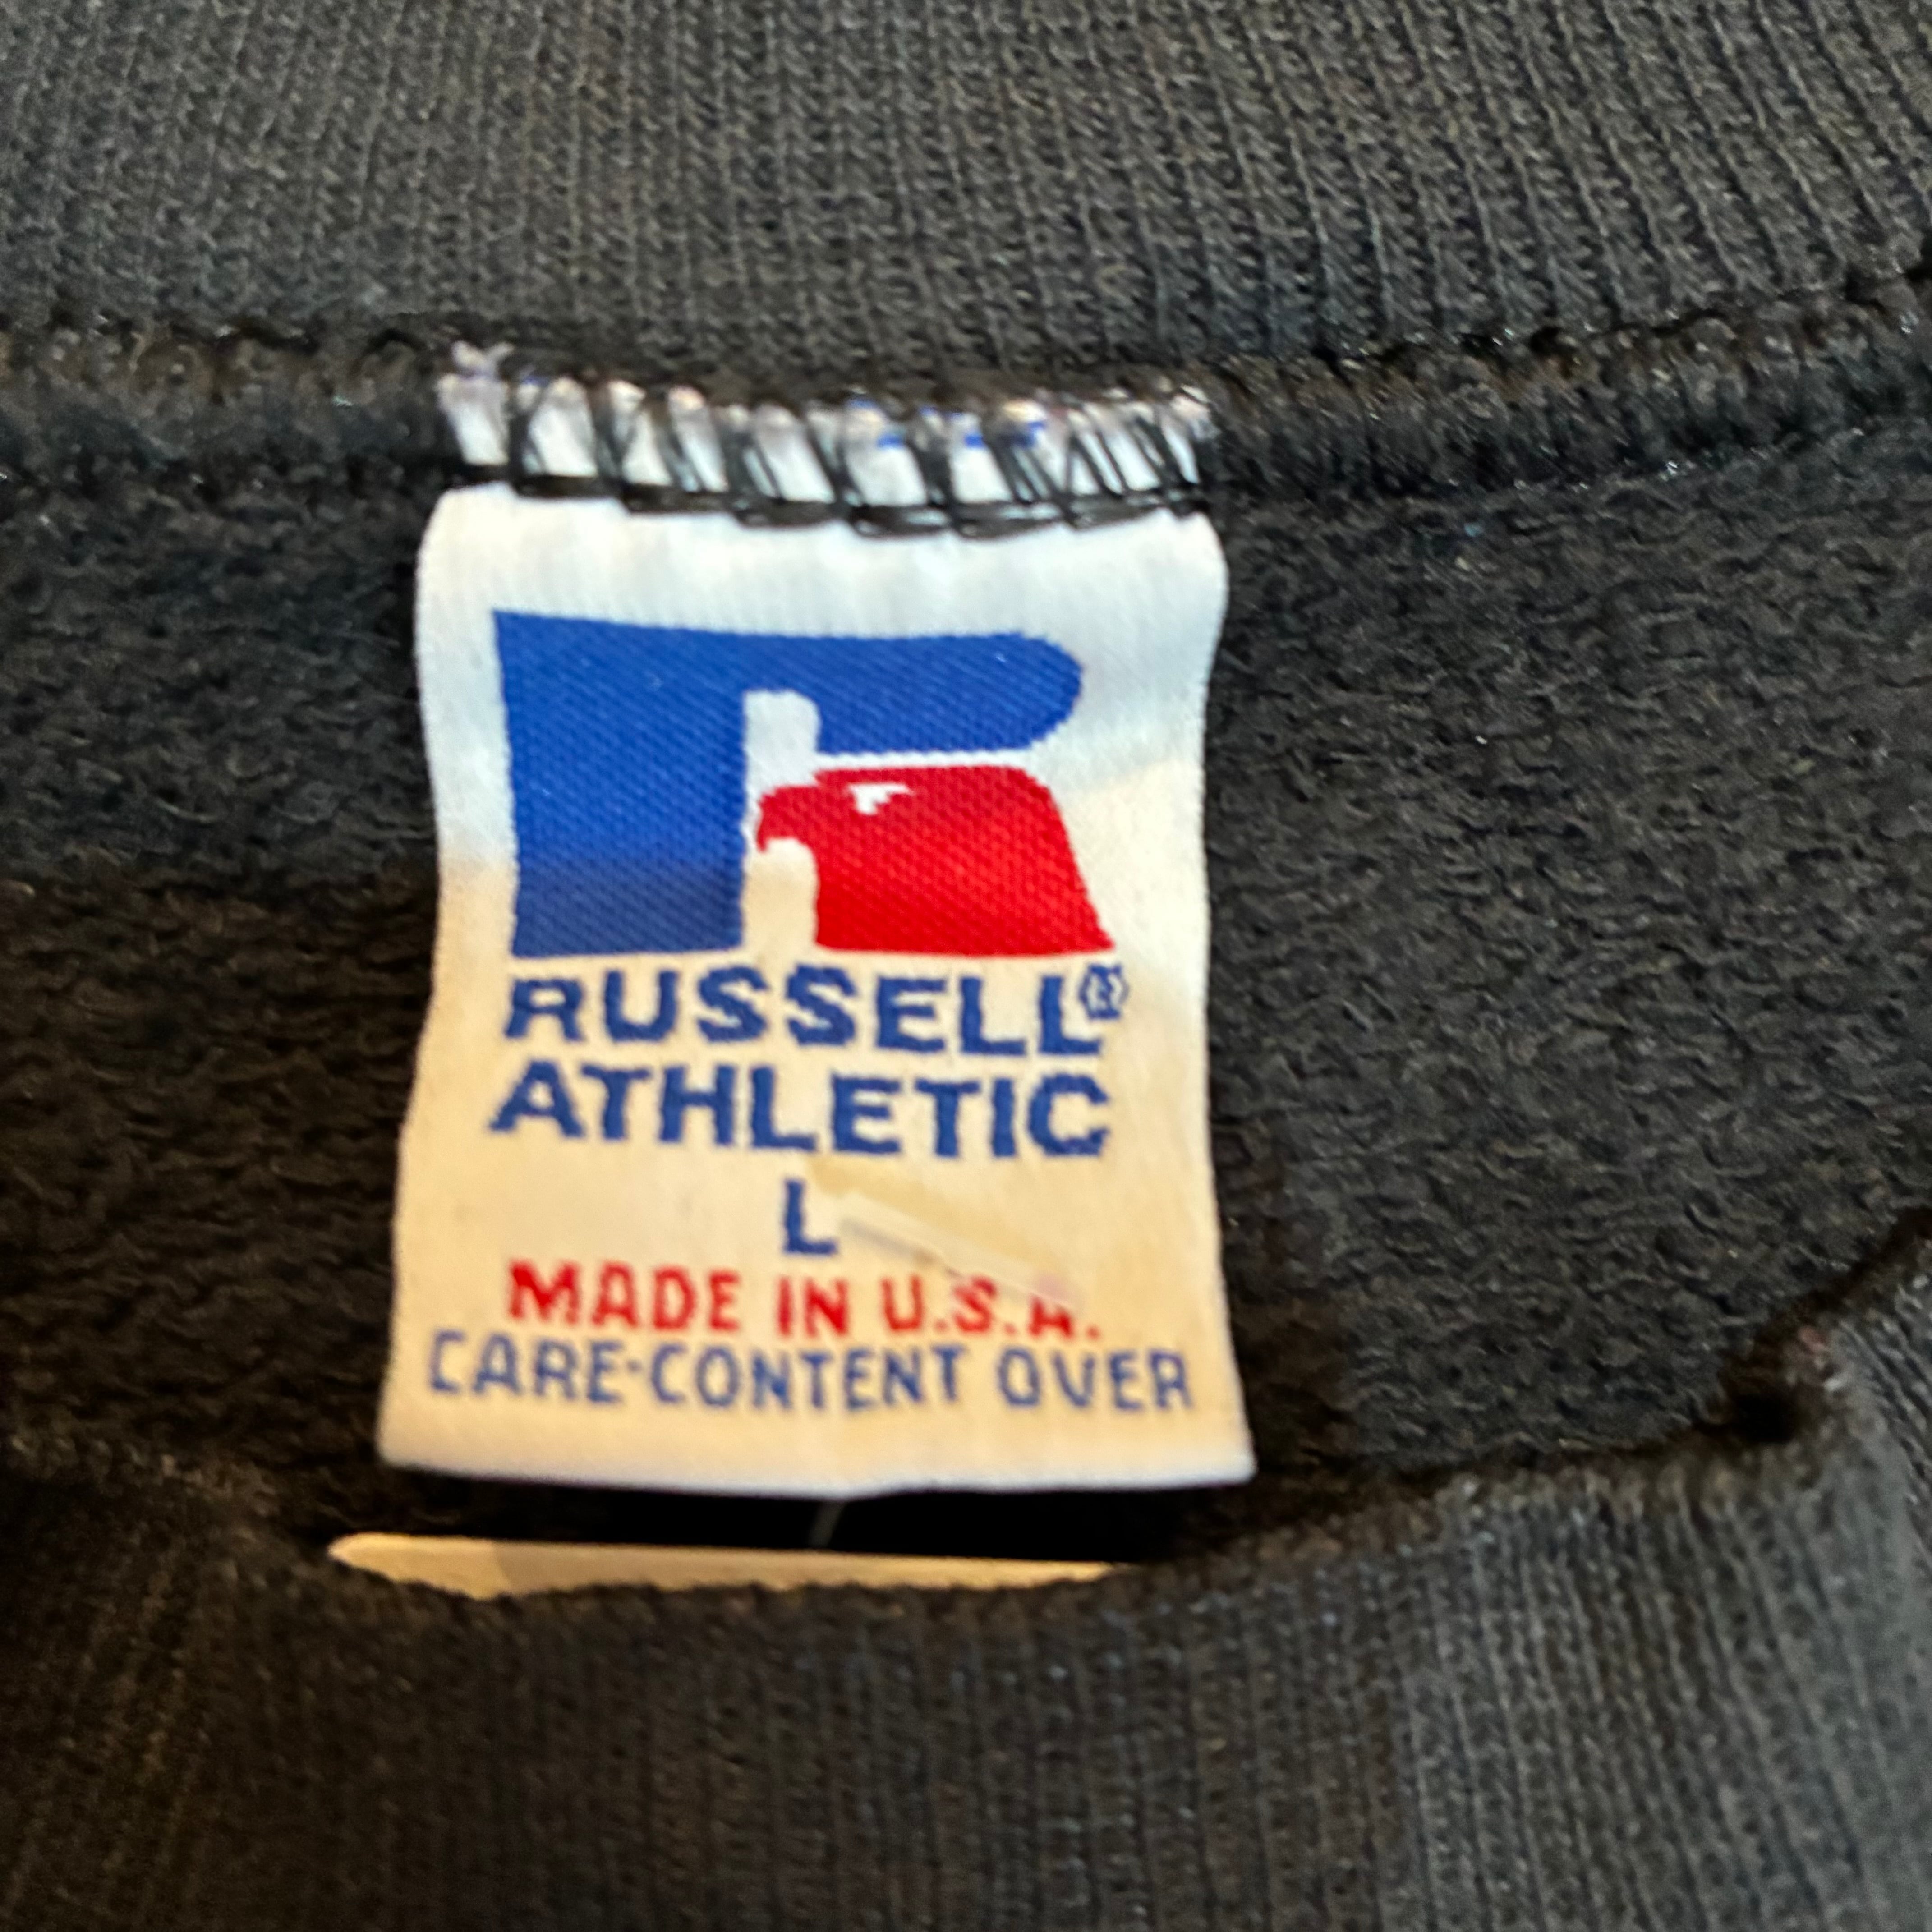 RUSSELL®
ATHLETIC
L
MADE IN U.S.A.
CARE-CONTENT OVER